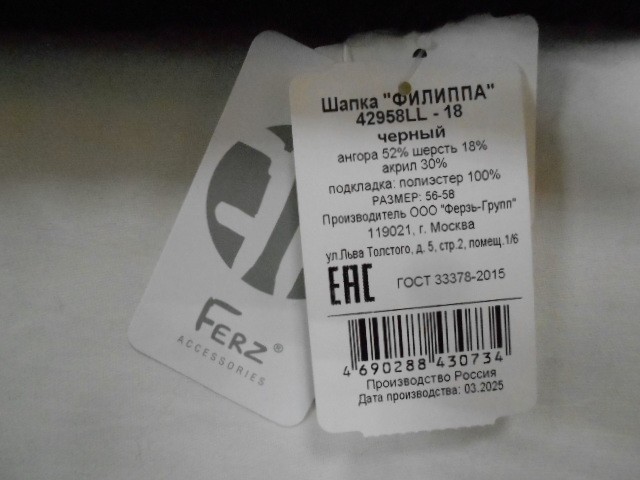 Шапка "ФИЛИППА"
42958LL - 18
черный
ангора 52% шерсть 18%
акрил 30%
подкладка: полиэстер 100%
РАЗМЕР: 56-58
Производитель ООО "Ферзь-Групп"
119021, г. Москва
ул.Льва Толстого, д. 5, стр.2, помещ.1/6
EAC ГОСТ 33378-2015
4 690288 430734
Производство Россия
Дата производства: 03.2025
FERZ®
ACCESSORIES